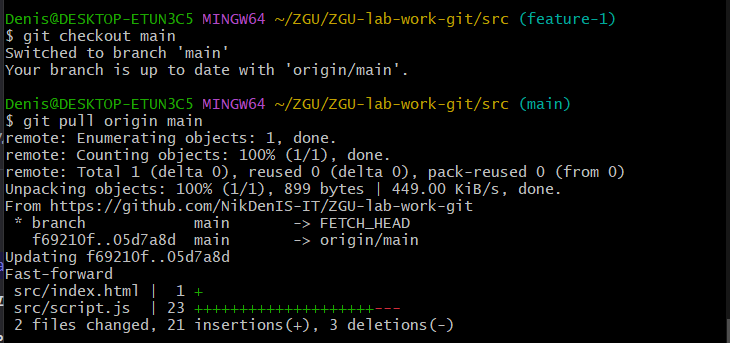 Denis@DESKTOP-ETUN3C5 MINGW64 ~/ZGU/ZGU-lab-work-git/src (feature-1)
$ git checkout main
Switched to branch 'main'
Your branch is up to date with 'origin/main'.
Denis@DESKTOP-ETUN3C5 MINGW64 ~/ZGU/ZGU-lab-work-git/src (main)
$ git pull origin main
remote: Enumerating objects: 1, done.
remote: Counting objects: 100% (1/1), done.
remote: Total 1 (delta 0), reused 0 (delta 0), pack-reused 0 (from 0)
Unpacking objects: 100% (1/1), 899 bytes | 449.00 KiB/s, done.
From https://github.com/NikDenIS-IT/ZGU-lab-work-git
 * branch            main       -> FETCH_HEAD
   f69210f..05d7a8d  main       -> origin/main
Updating f69210f..05d7a8d
Fast-forward
 src/index.html |  1 +
 src/script.js  | 23 ++++++++++++++++++++---
 2 files changed, 21 insertions(+), 3 deletions(-)